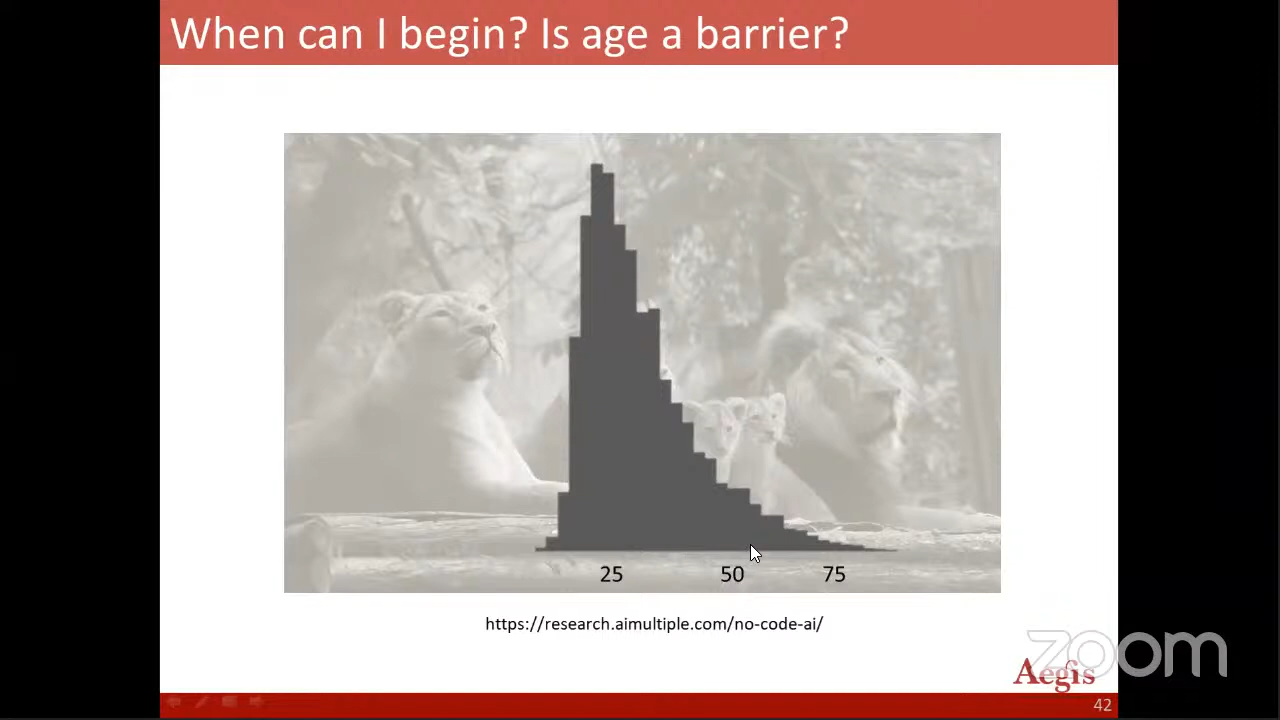 When can I begin? Is age a barrier?
25 50 75
https://research.aimultiple.com/no-code-ai/
zoom
Aegis
42